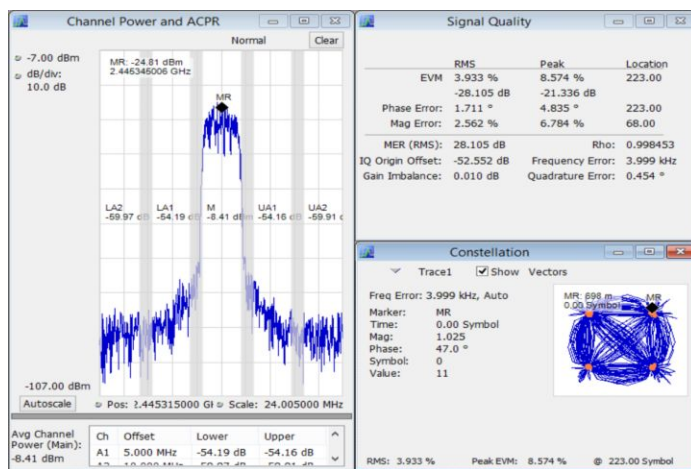 Channel Power and ACPR
Normal
Clear
-7.00 dBm
dB/div:
10.0 dB
MR: -24.81 dBm
2.446345006 GHz
MR
LA2 LA1 M UA1 UA2
-59.97 dB -54.19 dB -8.41 dBm -54.16 dB -59.91 d
-107.00 dBm
Autoscale
Pos: 2.445315000 GH
Scale: 24.005000 MHz
Avg Channel
Power (Main):
-8.41 dBm
Ch Offset Lower Upper
A1 5.000 MHz -54.19 dB -54.16 dB
Signal Quality
RMS Peak Location
EVM 3.933 % 8.574 % 223.00
-28.105 dB -21.336 dB
Phase Error: 1.711 ° 4.835 ° 223.00
Mag Error: 2.562 % 6.784 % 68.00
MER (RMS): 28.105 dB Rho: 0.998453
IQ Origin Offset: -52.552 dB Frequency Error: 3.999 kHz
Gain Imbalance: 0.010 dB Quadrature Error: 0.454 °
Constellation
Trace1 Show Vectors
Freq Error: 3.999 kHz, Auto
Marker: MR
Time: 0.00 Symbol
Mag: 1.025
Phase: 47.0 °
Symbol: 0
Value: 11
MR: 698 m
0.00 Symbol
MR
RMS: 3.933 % Peak EVM: 8.574 % @ 223.00 Symbol